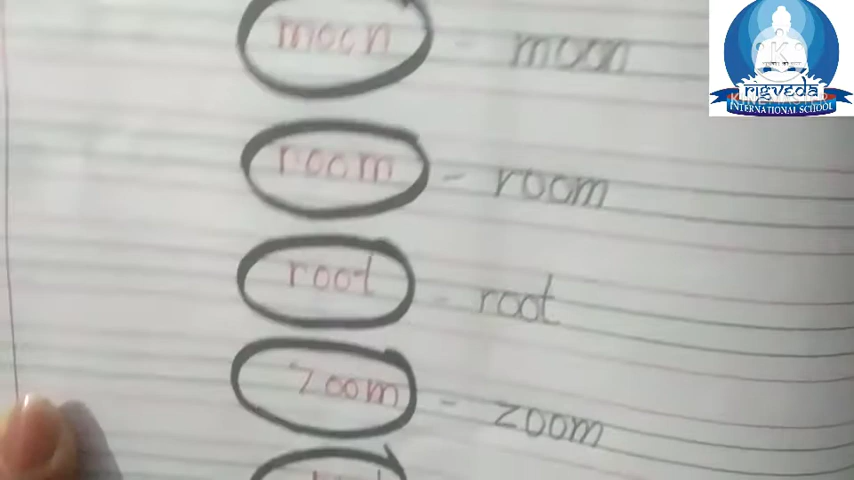 moon - moon
room - room
root - root
zoom - zoom
rigveda
INTERNATIONAL SCHOOL